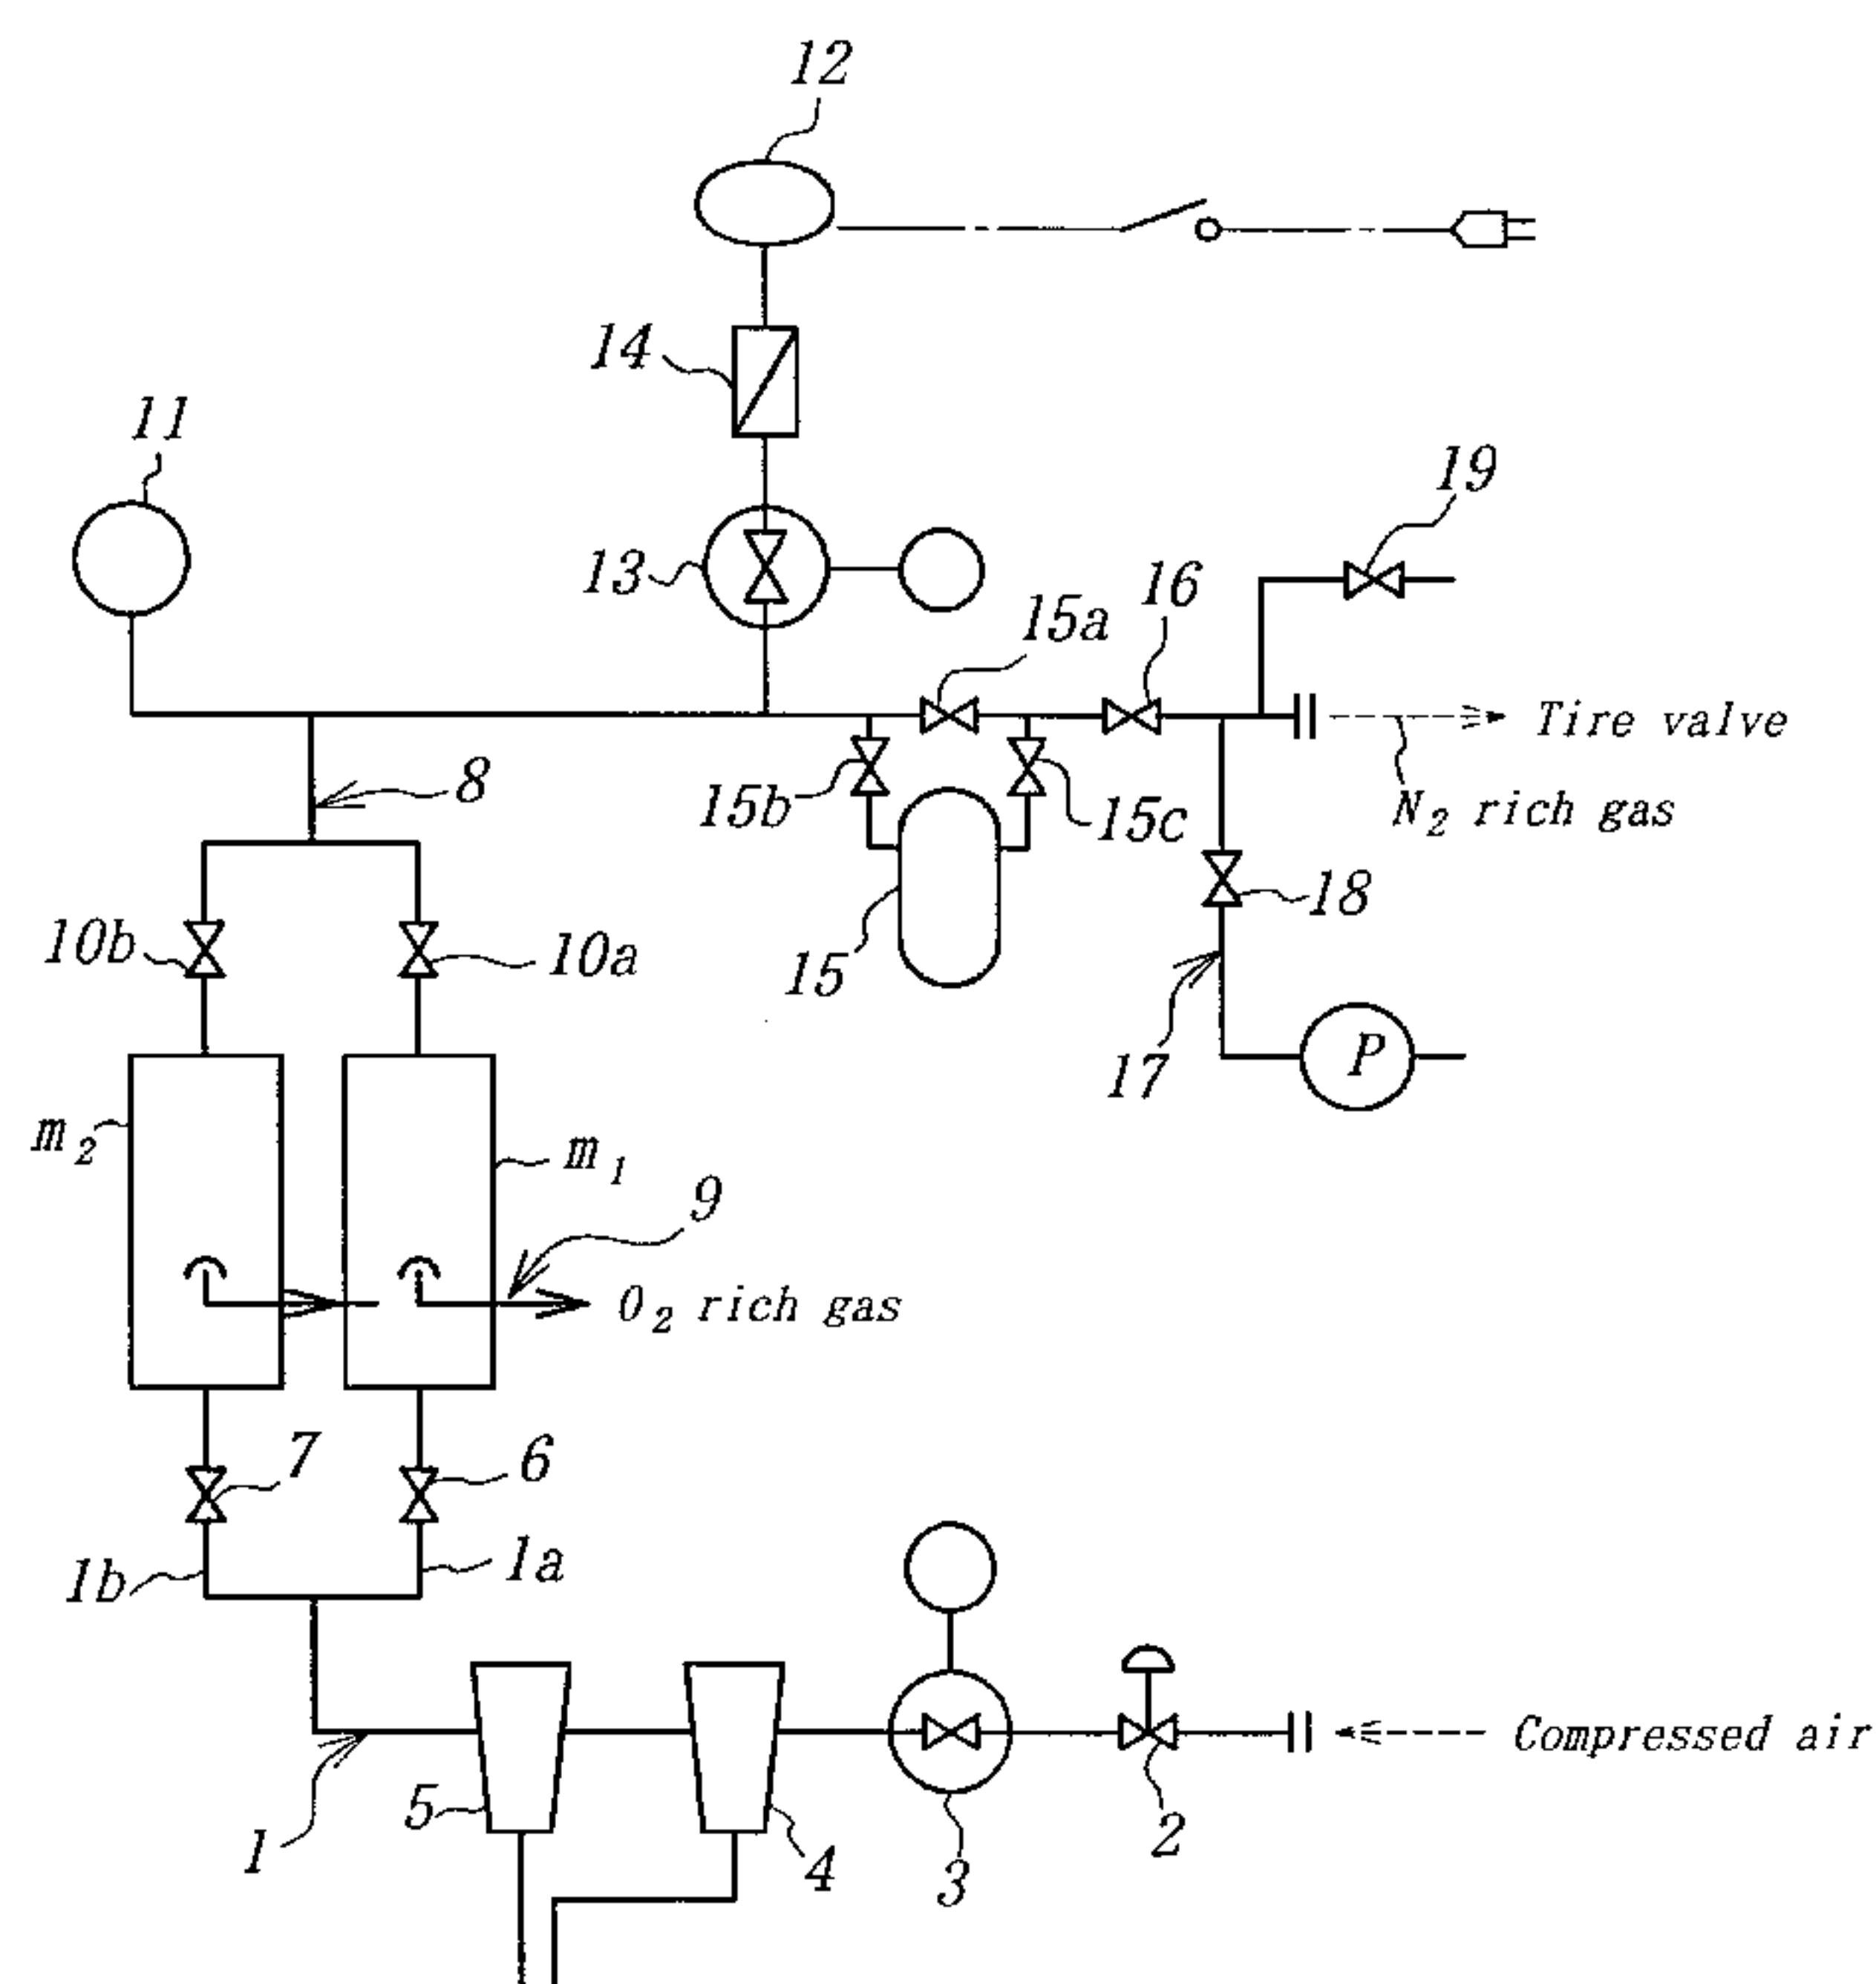 12
14
11
19
13
16
15a
Tire valve
8
15b
15c
N2 rich gas
18
10b
10a
15
17
P
m2
m1
9
O2 rich gas
7
6
1b
1a
Compressed air
5
1
4
3
2